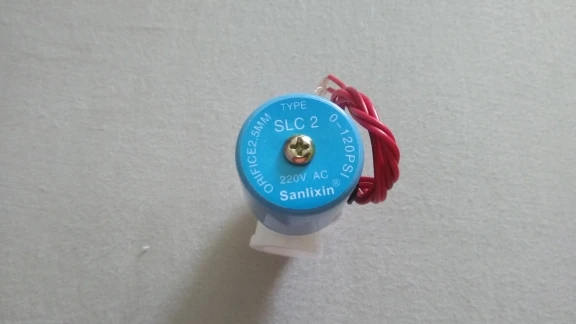 TYPE
SLC 2
ORIFICE2.5MM
0-120PSI
220V AC
Sanlixin®